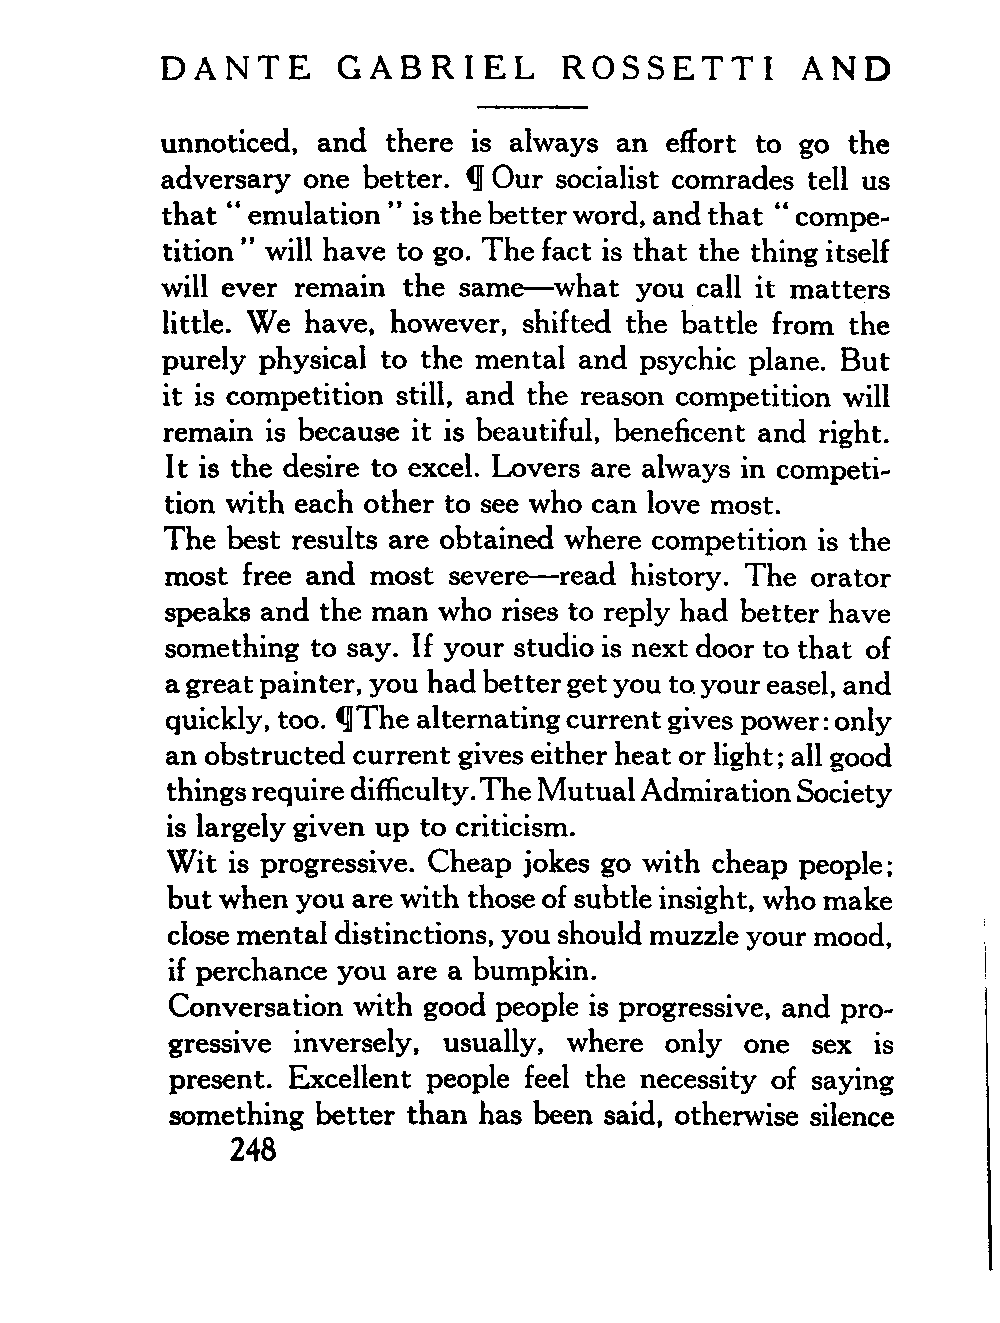 DANTE GABRIEL ROSSETTI AND
unnoticed, and there is always an effort to go the
adversary one better. ¶ Our socialist comrades tell us
that “ emulation ” is the better word, and that “ compe-
tition ” will have to go. The fact is that the thing itself
will ever remain the same—what you call it matters
little. We have, however, shifted the battle from the
purely physical to the mental and psychic plane. But
it is competition still, and the reason competition will
remain is because it is beautiful, beneficent and right.
It is the desire to excel. Lovers are always in competi-
tion with each other to see who can love most.
The best results are obtained where competition is the
most free and most severe—read history. The orator
speaks and the man who rises to reply had better have
something to say. If your studio is next door to that of
a great painter, you had better get you to your easel, and
quickly, too. ¶ The alternating current gives power: only
an obstructed current gives either heat or light; all good
things require difficulty. The Mutual Admiration Society
is largely given up to criticism.
Wit is progressive. Cheap jokes go with cheap people;
but when you are with those of subtle insight, who make
close mental distinctions, you should muzzle your mood,
if perchance you are a bumpkin.
Conversation with good people is progressive, and pro-
gressive inversely, usually, where only one sex is
present. Excellent people feel the necessity of saying
something better than has been said, otherwise silence
248